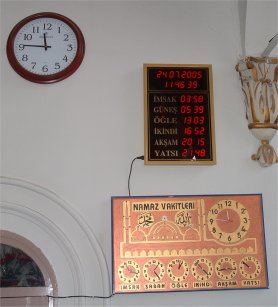 24.07.2005
11:46 39
İMSAK 03 50
GÜNEŞ 05 39
ÖĞLE 13 03
İKİNDİ 16 52
AKŞAM 20 15
YATSI 21 48
NAMAZ VAKİTLERİ
İMSAK SABAH ÖĞLE İKİNDİ AKŞAM YATSI